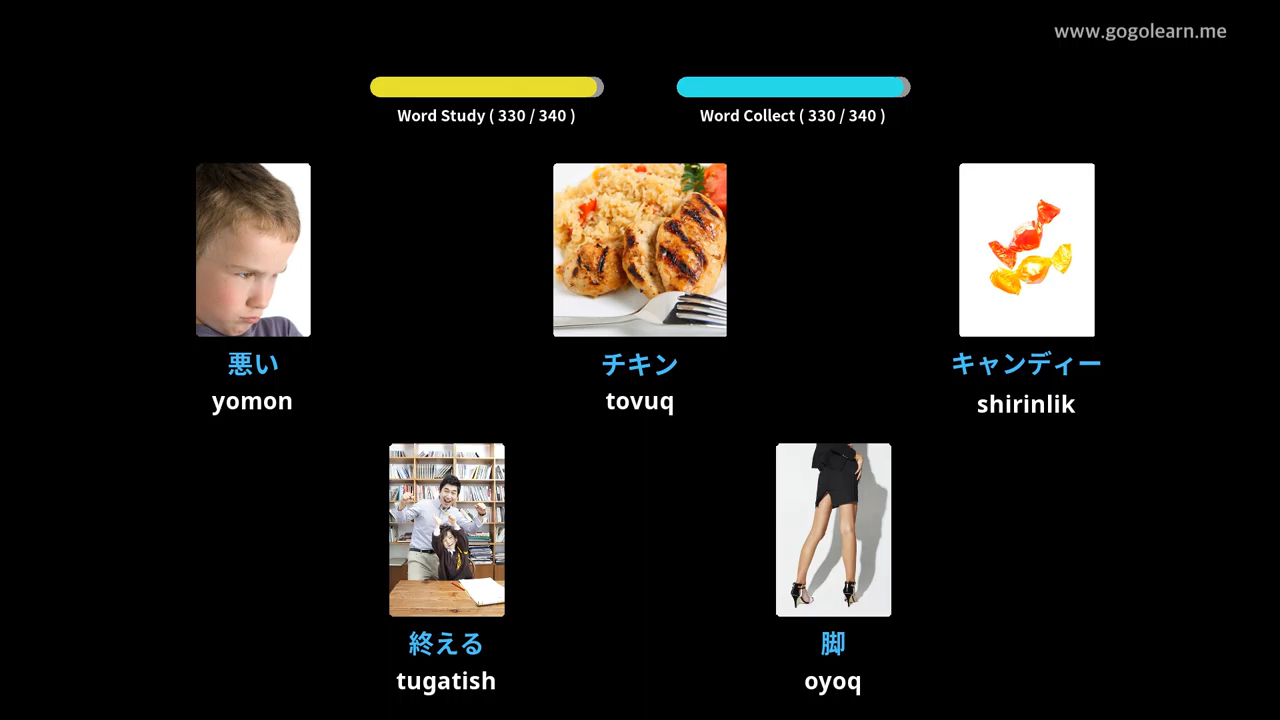 www.gogolearn.me
Word Study ( 330 / 340 )
Word Collect ( 330 / 340 )
悪い
yomon
チキン
tovuq
キャンディー
shirinlik
終える
tugatish
脚
oyoq